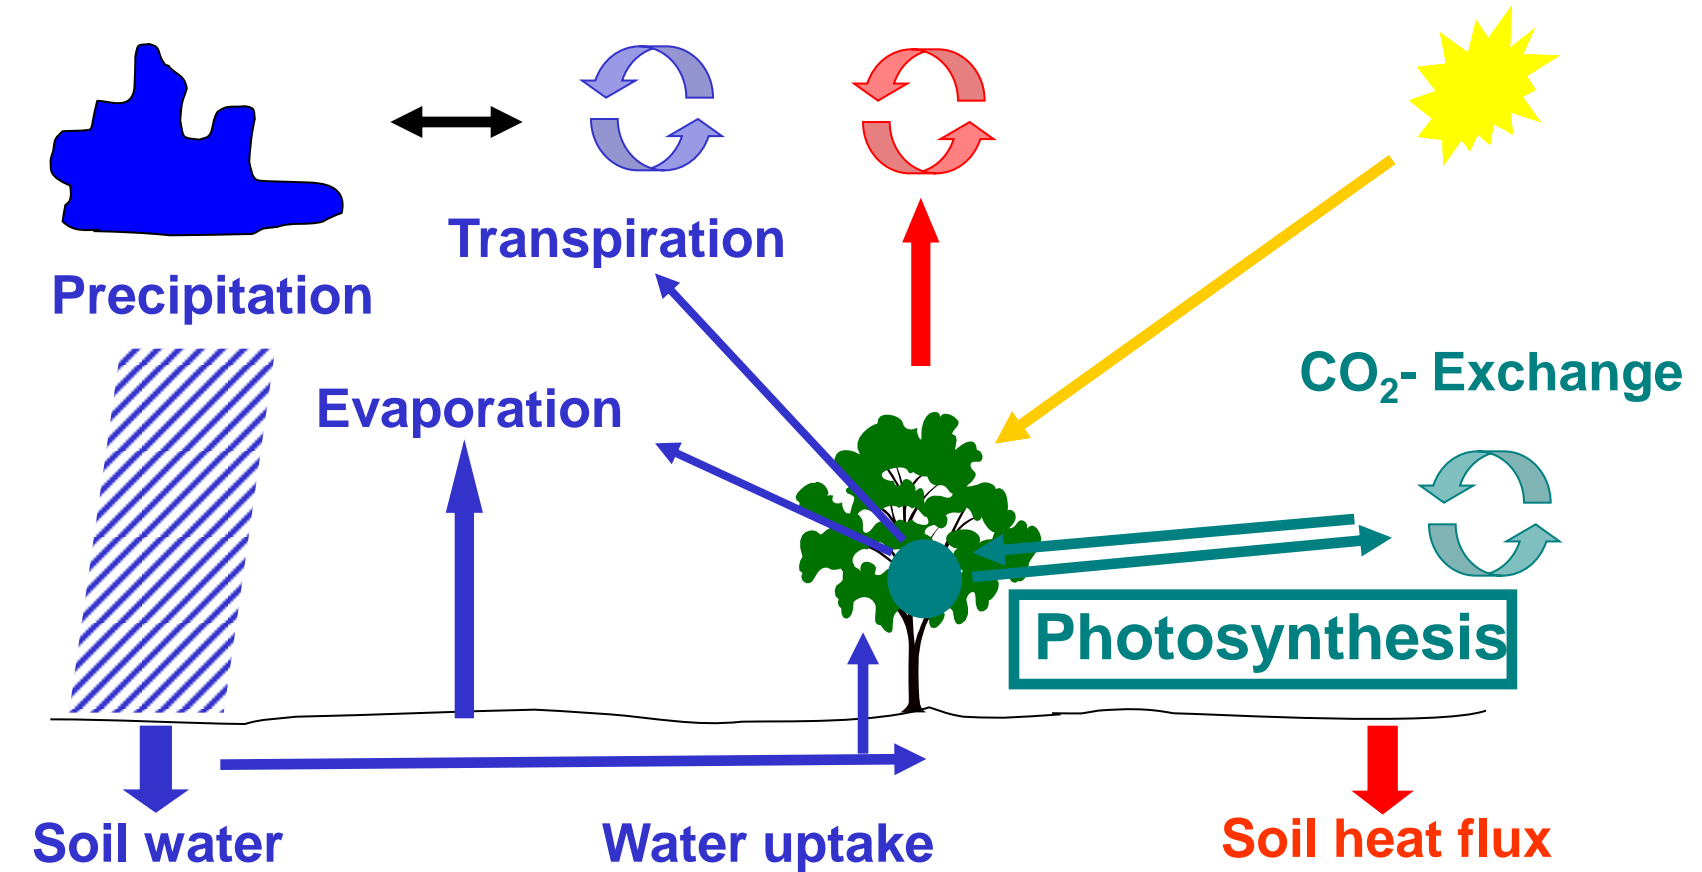 Transpiration
Precipitation
CO₂- Exchange
Evaporation
Photosynthesis
Soil water
Water uptake
Soil heat flux